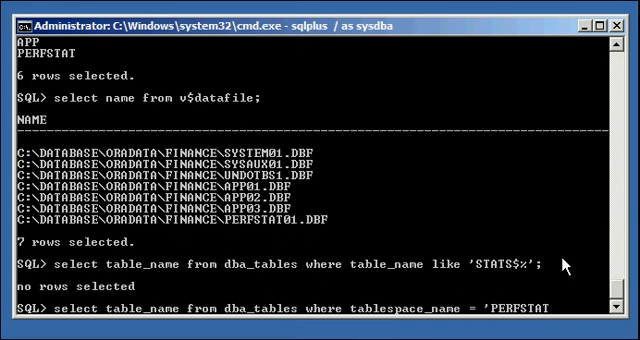 Administrator: C:\Windows\system32\cmd.exe - sqlplus / as sysdba
APP
PERFSTAT
6 rows selected.
SQL> select name from v$datafile;
NAME
--------------------------------------------------------------------------------
C:\DATABASE\ORADATA\FINANCE\SYSTEM01.DBF
C:\DATABASE\ORADATA\FINANCE\SYSAUX01.DBF
C:\DATABASE\ORADATA\FINANCE\UNDOTBS1.DBF
C:\DATABASE\ORADATA\FINANCE\APP01.DBF
C:\DATABASE\ORADATA\FINANCE\APP02.DBF
C:\DATABASE\ORADATA\FINANCE\APP03.DBF
C:\DATABASE\ORADATA\FINANCE\PERFSTAT01.DBF
7 rows selected.
SQL> select table_name from dba_tables where table_name like 'STATS$%';
no rows selected
SQL> select table_name from dba_tables where tablespace_name = 'PERFSTAT